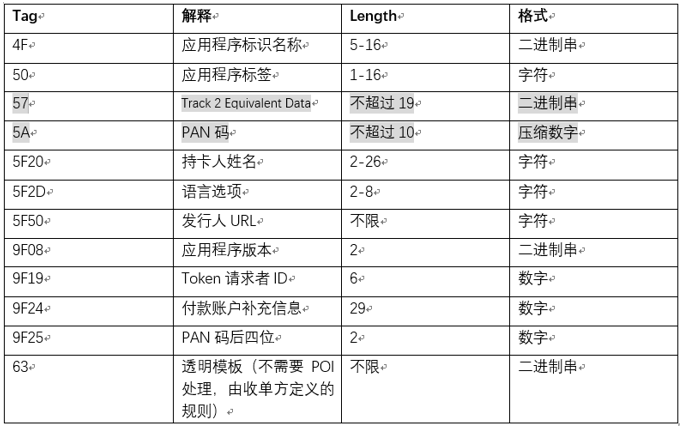 Tag 解释 Length 格式
4F 应用程序标识名称 5-16 二进制串
50 应用程序标签 1-16 字符
57 Track 2 Equivalent Data 不超过 19 二进制串
5A PAN 码 不超过 10 压缩数字
5F20 持卡人姓名 2-26 字符
5F2D 语言选项 2-8 字符
5F50 发行人 URL 不限 字符
9F08 应用程序版本 2 二进制串
9F19 Token 请求者 ID 6 数字
9F24 付款账户补充信息 29 数字
9F25 PAN 码后四位 2 数字
63 透明模板（不需要 POI 不限 二进制串
处理，由收单方定义的
规则）